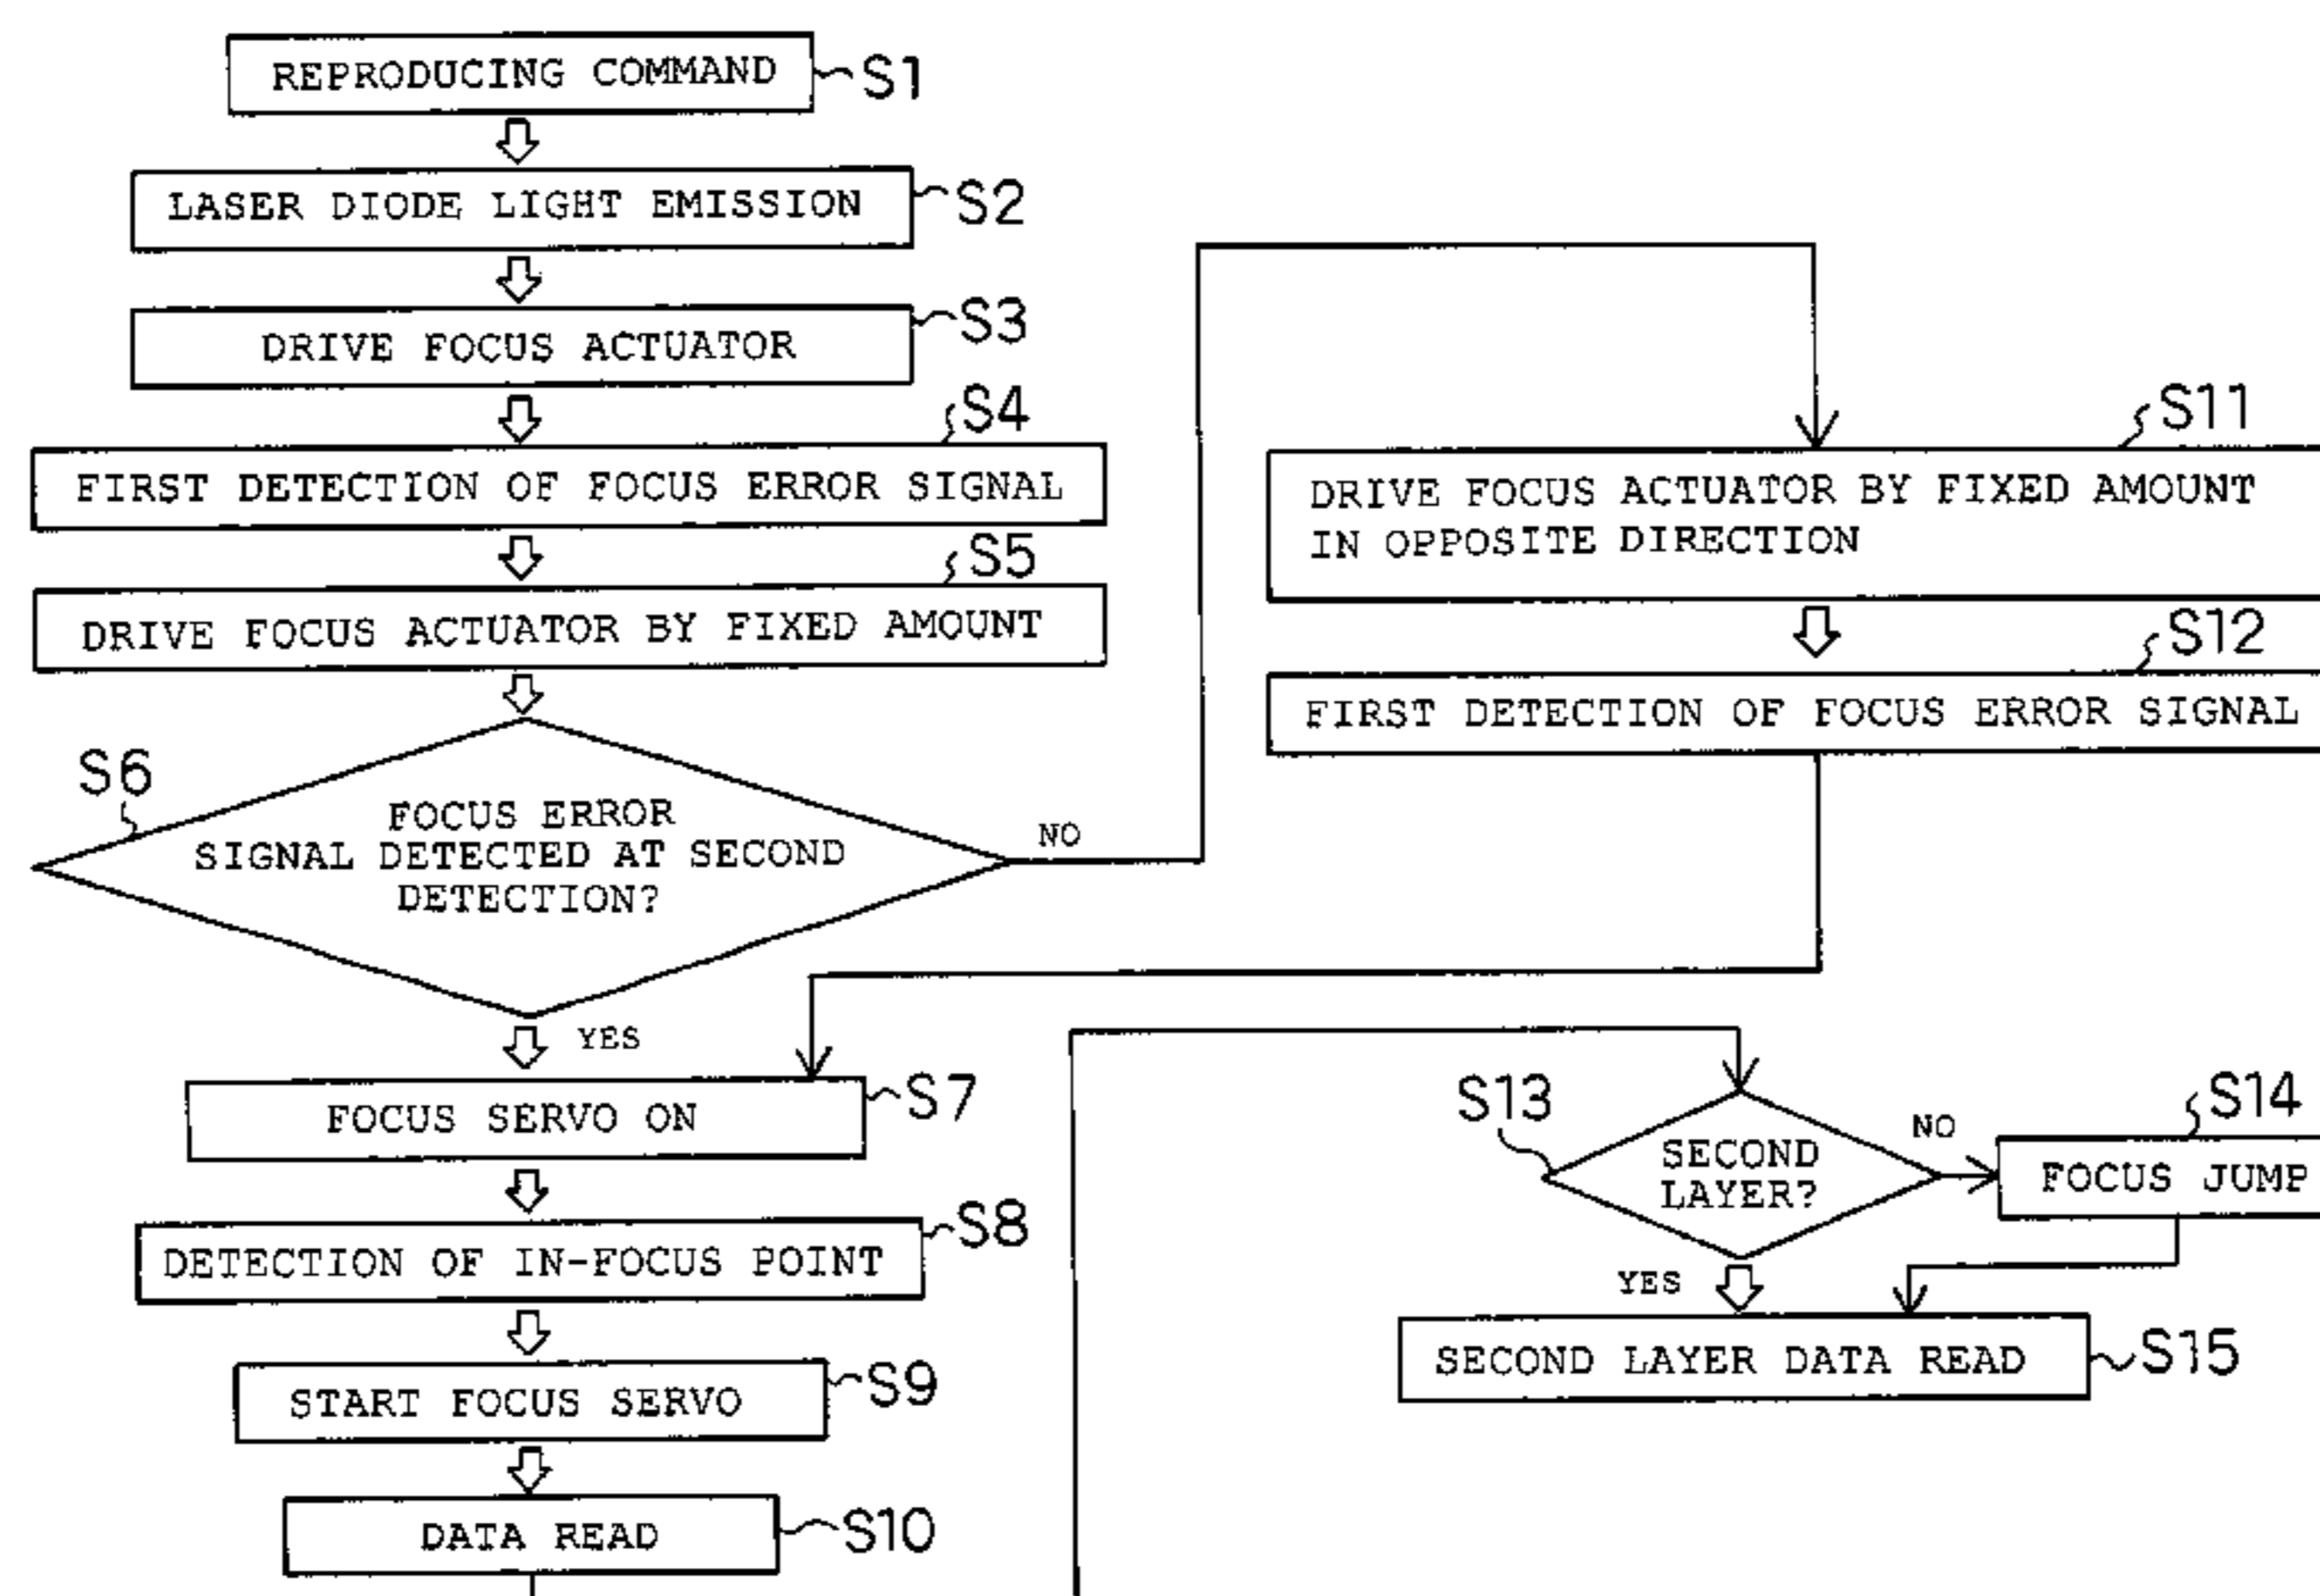 REPRODUCING COMMAND
S1
LASER DIODE LIGHT EMISSION
S2
DRIVE FOCUS ACTUATOR
S3
S4
FIRST DETECTION OF FOCUS ERROR SIGNAL
S5
DRIVE FOCUS ACTUATOR BY FIXED AMOUNT
S6
FOCUS ERROR
SIGNAL DETECTED AT SECOND
DETECTION?
NO
YES
FOCUS SERVO ON
S7
DETECTION OF IN-FOCUS POINT
S8
START FOCUS SERVO
S9
DATA READ
S10
S11
DRIVE FOCUS ACTUATOR BY FIXED AMOUNT
IN OPPOSITE DIRECTION
S12
FIRST DETECTION OF FOCUS ERROR SIGNAL
S13
SECOND
LAYER?
NO
S14
FOCUS JUMP
YES
SECOND LAYER DATA READ
S15